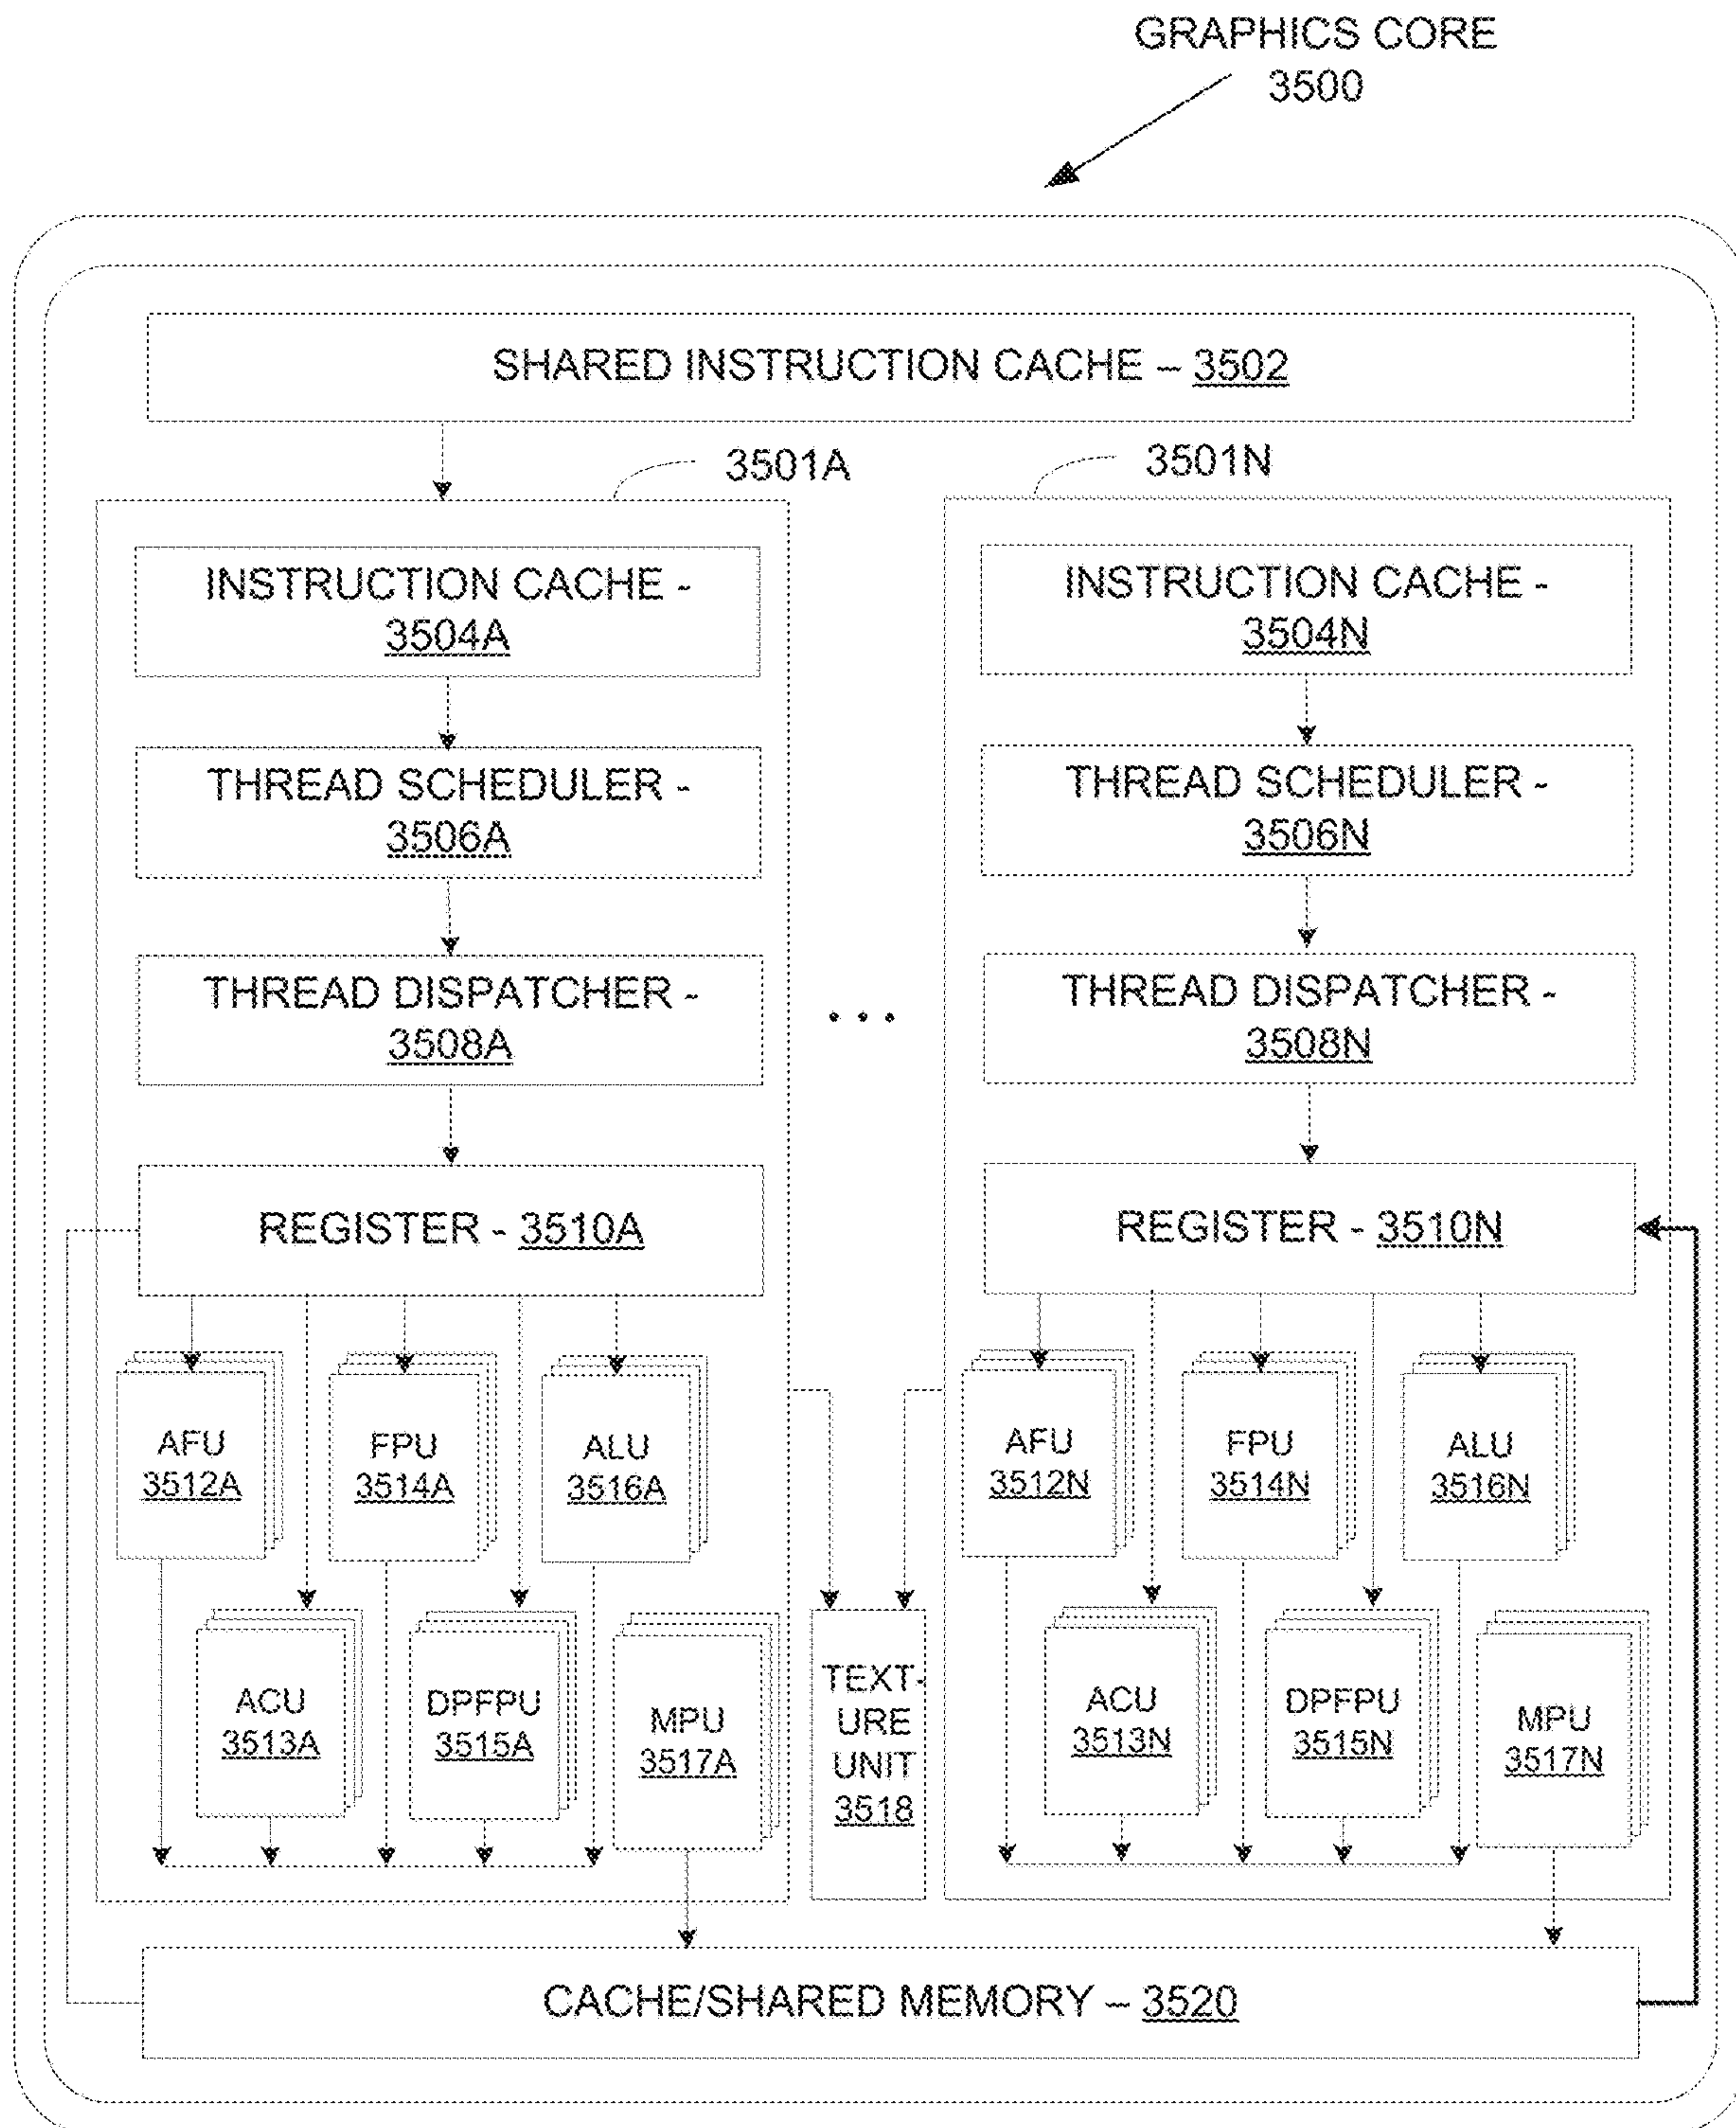 GRAPHICS CORE
3500
SHARED INSTRUCTION CACHE – 3502
3501A
3501N
INSTRUCTION CACHE -
3504A
THREAD SCHEDULER -
3506A
THREAD DISPATCHER -
3508A
REGISTER - 3510A
AFU
3512A
FPU
3514A
ALU
3516A
ACU
3513A
DPFPU
3515A
MPU
3517A
. . .
TEXT-
URE
UNIT
3518
INSTRUCTION CACHE -
3504N
THREAD SCHEDULER -
3506N
THREAD DISPATCHER -
3508N
REGISTER - 3510N
AFU
3512N
FPU
3514N
ALU
3516N
ACU
3513N
DPFPU
3515N
MPU
3517N
CACHE/SHARED MEMORY – 3520